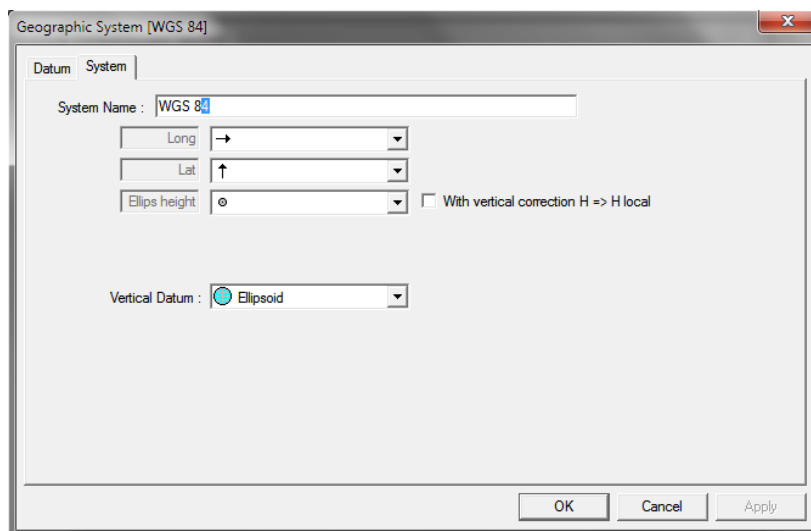 Geographic System [WGS 84]
Datum System
System Name : WGS 84
Long
Lat
Ellips height With vertical correction H => H local
Vertical Datum : Ellipsoid
OK Cancel Apply